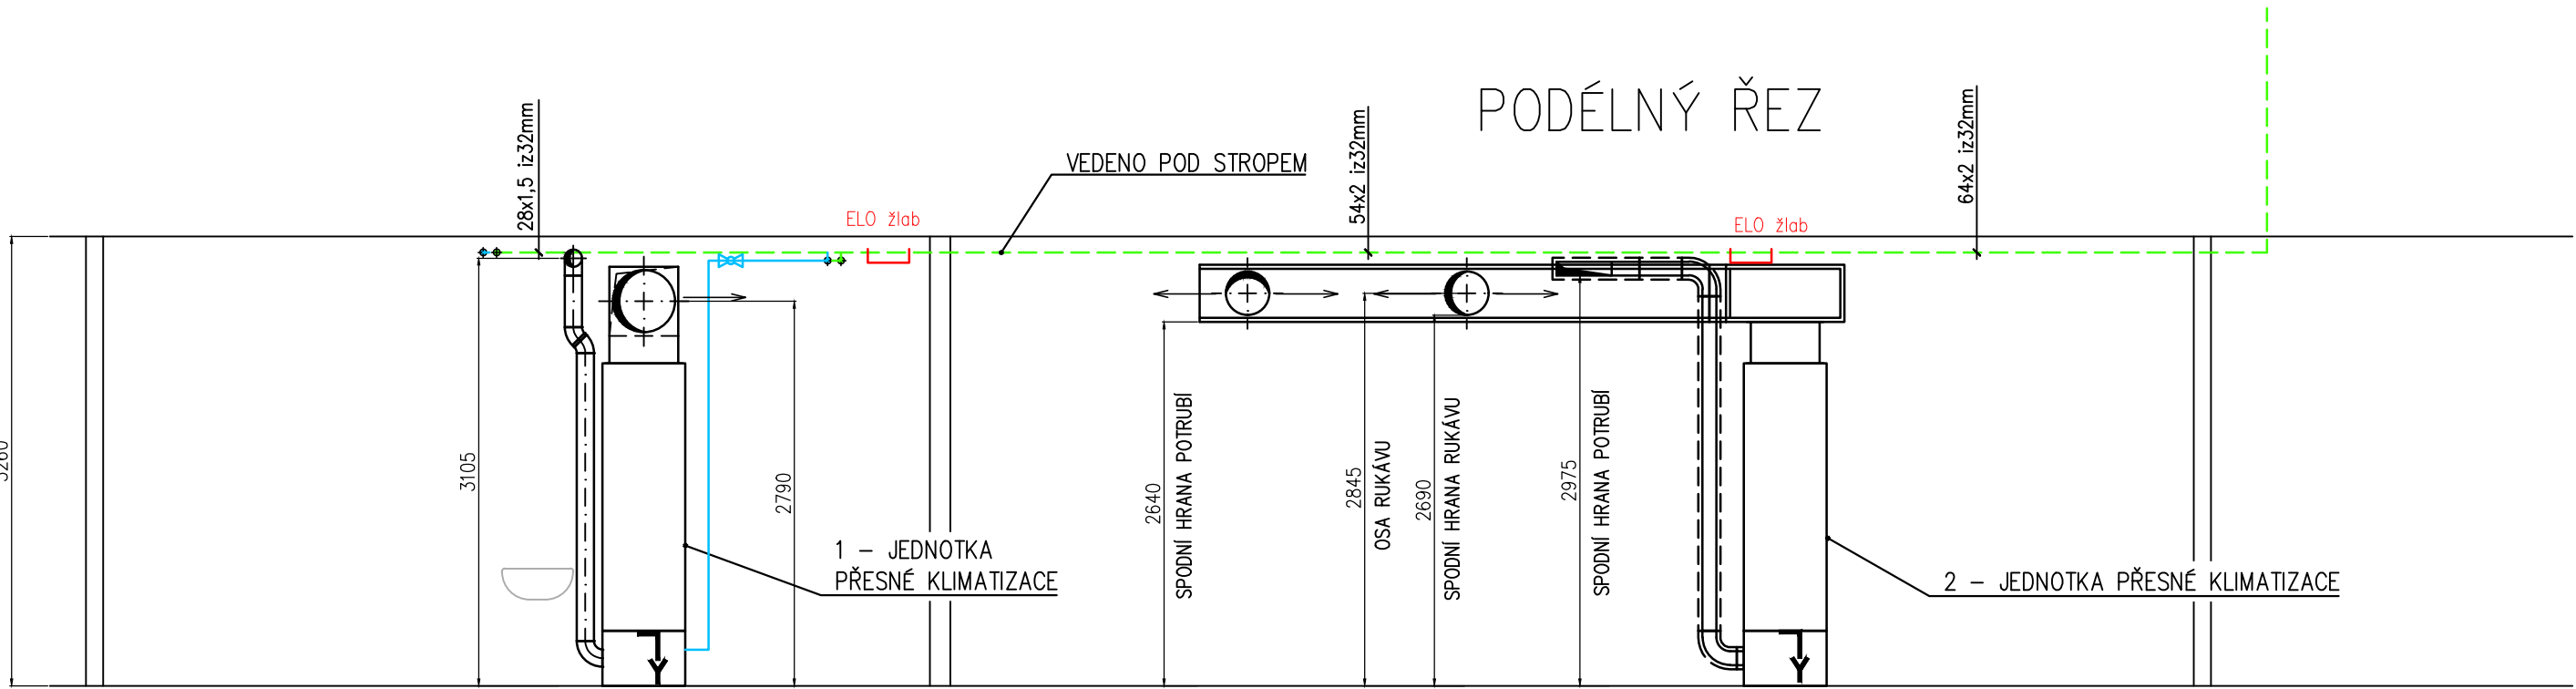 PODÉLNÝ ŘEZ
28x1,5 iz32mm
VEDENO POD STROPEM
54x2 iz32mm
64x2 iz32mm
ELO žlab
ELO žlab
3105
2790
1 – JEDNOTKA
PŘESNÉ KLIMATIZACE
2640
SPODNÍ HRANA POTRUBÍ
2845
OSA RUKÁVU
2690
SPODNÍ HRANA RUKÁVU
2975
SPODNÍ HRANA POTRUBÍ
2 – JEDNOTKA PŘESNÉ KLIMATIZACE